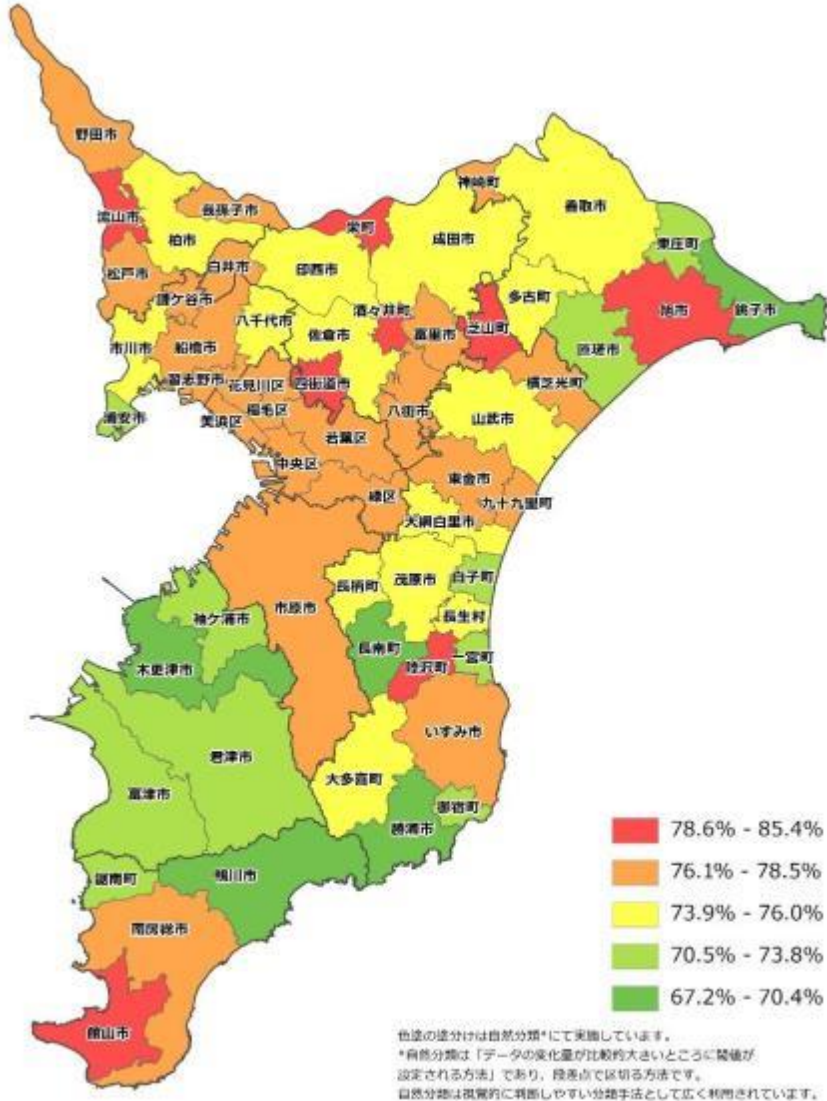 野田市
流山市
我孫子市
柏市
松戸市
白井市
鎌ケ谷市
市川市
船橋市
八千代市
習志野市
浦安市
花見川区
美浜区
稲毛区
若葉区
中央区
緑区
印西市
栄町
成田市
神崎町
香取市
東庄町
銚子市
旭市
匝瑳市
多古町
芝山町
横芝光町
酒々井町
富里市
佐倉市
四街道市
八街市
山武市
東金市
九十九里町
大網白里市
茂原市
長柄町
白子町
長生村
長南町
睦沢町
一宮町
市原市
袖ケ浦市
木更津市
いすみ市
君津市
富津市
大多喜町
御宿町
勝浦市
鋸南町
鴨川市
南房総市
館山市
78.6% - 85.4%
76.1% - 78.5%
73.9% - 76.0%
70.5% - 73.8%
67.2% - 70.4%
色塗の塗分けは自然分類*にて実施しています。
*自然分類は「データの変化量が比較的大きいところに閾値が
設定される方法」であり，段差点で区切る方法です。
自然分類は視覚的に判断しやすい分類手法として広く利用されています。